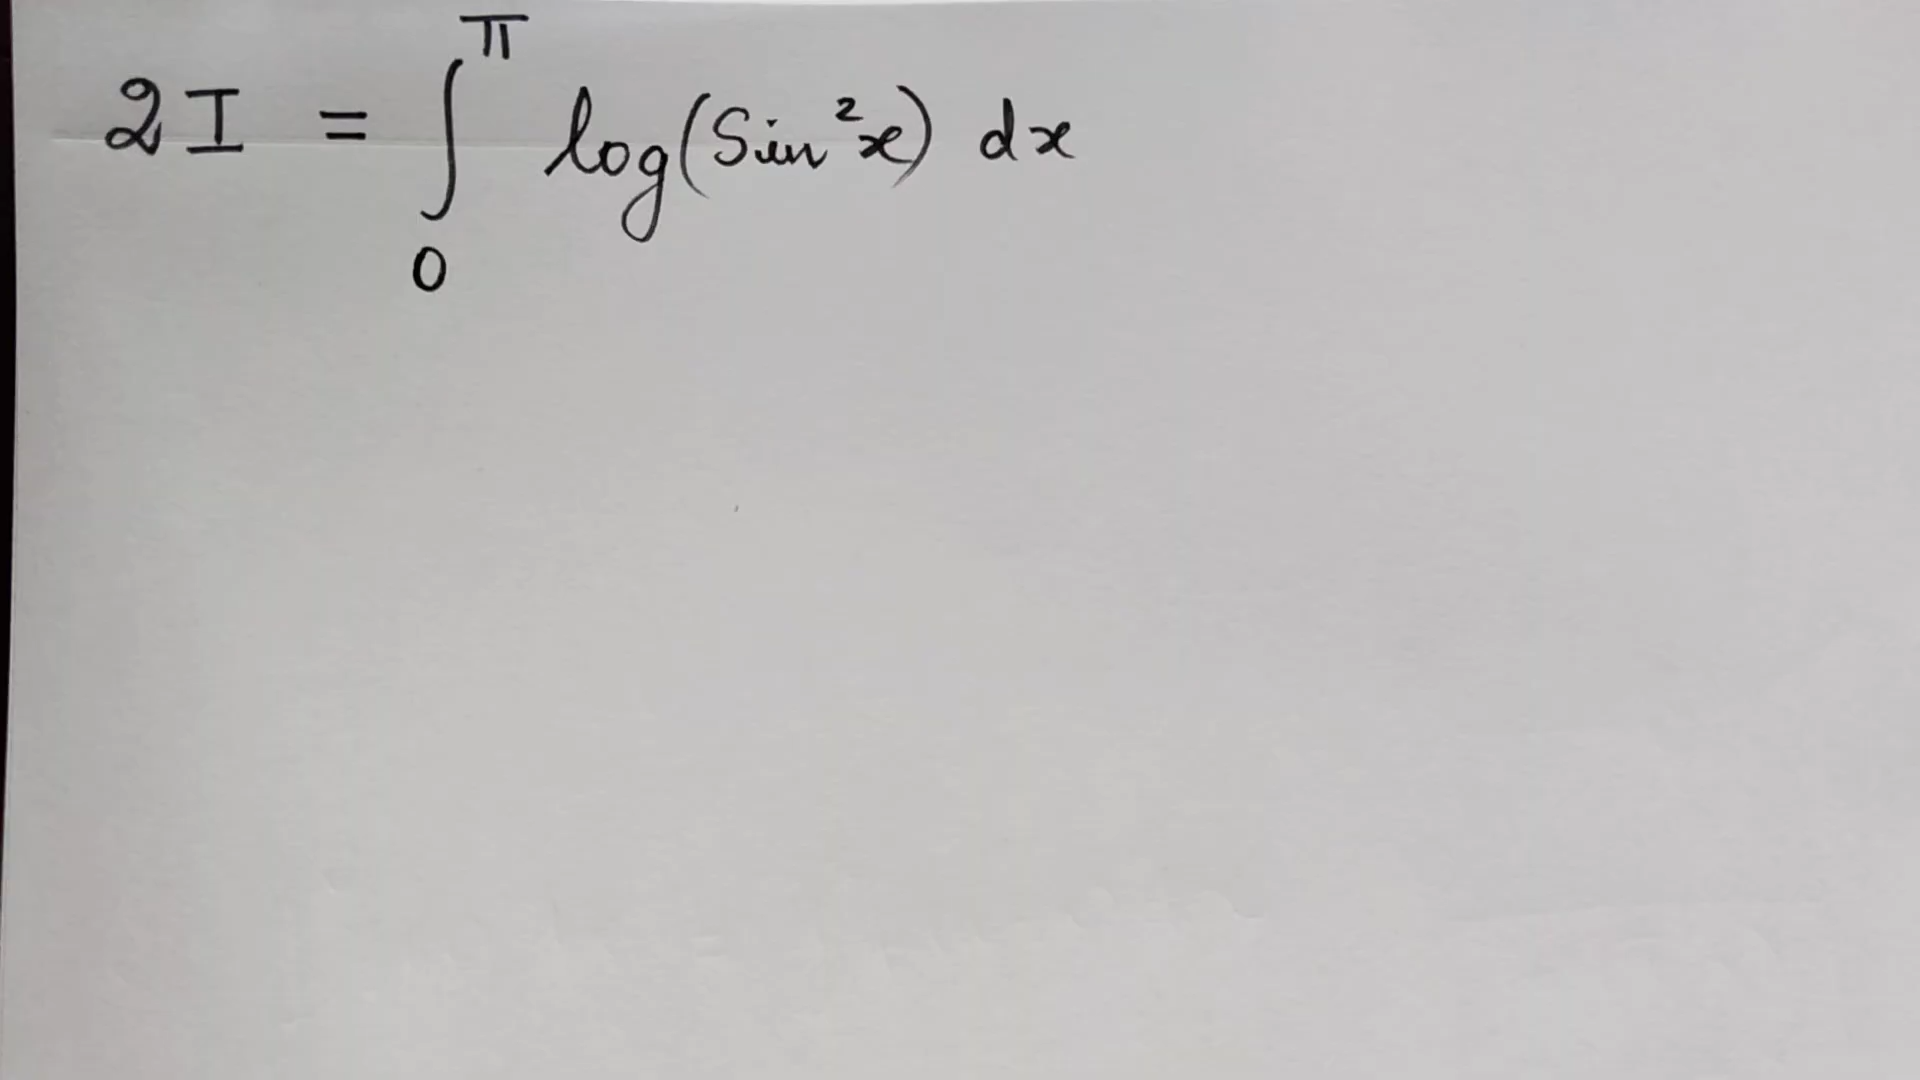 2I = ∫₀^π log(Sin²x) dx